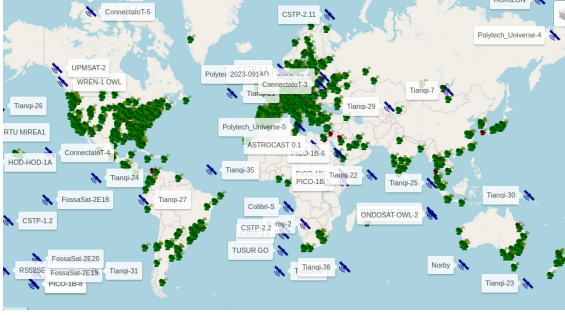 HORIZON
ConnectaIoT-5
CSTP-2.11
Polytech_Universe-4
UPMSAT-2
Polyte
2023-091AD
WREN-1 OWL
ConnectaIoT-3
Tianqi-7
Tianqi-26
Tianqi-29
RTU MIREA1
Polytech_Universe-5
ASTROCAST 0.1
ConnectaIoT-4
HOD-HOD-1A
PICO-1B-6
Tianqi-35
Tianqi-24
PICO-1B
Tianqi-22
Tianqi-25
Tianqi-30
FossaSat-2E18
Tianqi-27
Colibri-S
ONDOSAT-OWL-2
CSTP-1.2
CSTP-2.2
rby-2
TUSUR GO
FossaSat-2E20
Norby
RS52SE
FossaSat-2E19
Tianqi-31
Tianqi-36
PICO-1B-8
Tianqi-23